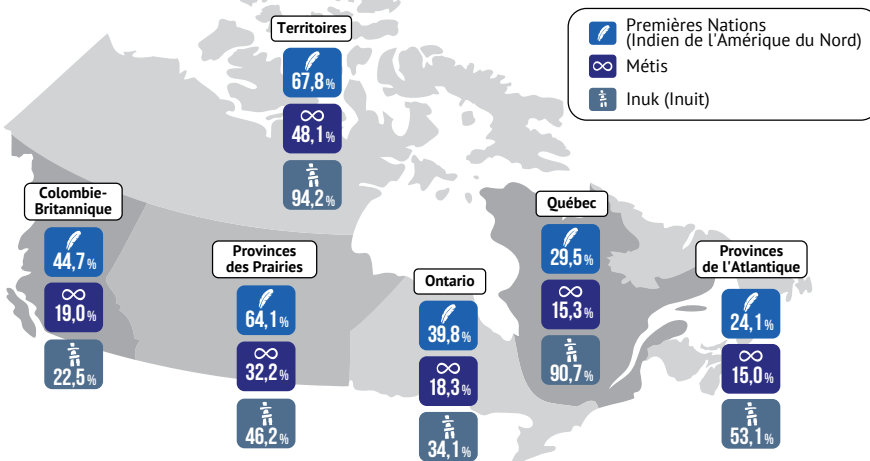 Territoires
67,8 %
48,1 %
94,2 %
Premières Nations
(Indien de l'Amérique du Nord)
Métis
Inuk (Inuit)
Colombie-
Britannique
44,7 %
19,0 %
22,5 %
Provinces
des Prairies
64,1 %
32,2 %
46,2 %
Ontario
39,8 %
18,3 %
34,1 %
Québec
29,5 %
15,3 %
90,7 %
Provinces
de l'Atlantique
24,1 %
15,0 %
53,1 %